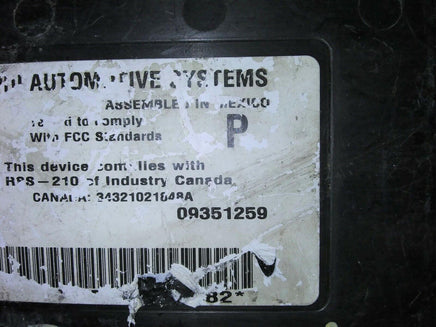 AUTOMOTIVE SYSTEMS
ASSEMBLED IN MEXICO
to Comply
With FCC Standards
P
This device complies with
RSS-210 of Industry Canada.
CANADA:
09351259
82*